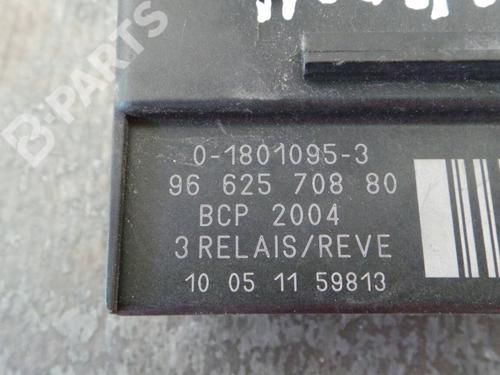 B-PARTS
0-1801095-3
96 625 708 80
BCP 2004
3 RELAIS/REVE
10 05 11 59813